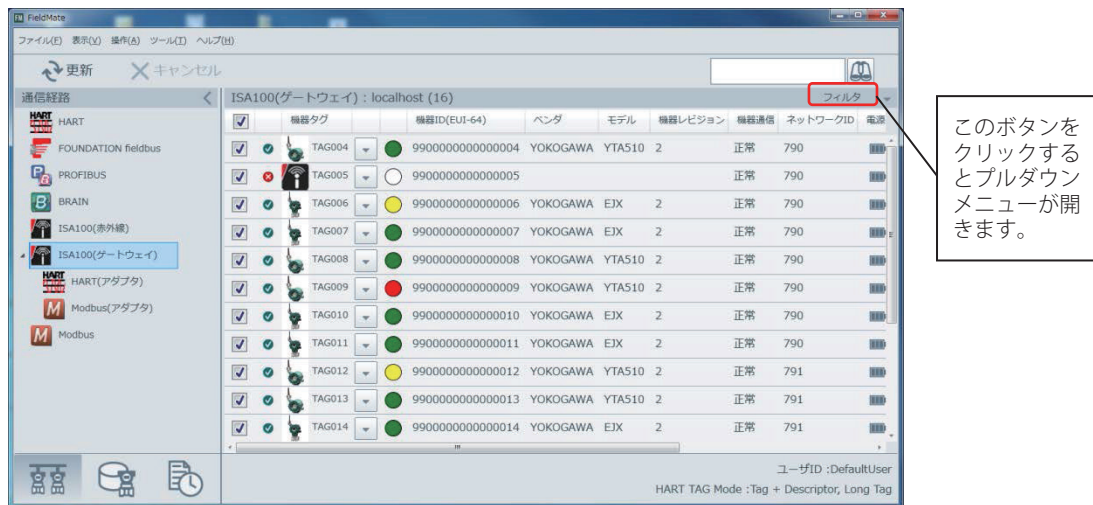 FieldMate
ファイル(F) 表示(V) 操作(A) ツール(T) ヘルプ(H)
更新 キャンセル
通信経路
HART
FOUNDATION fieldbus
PROFIBUS
BRAIN
ISA100(赤外線)
ISA100(ゲートウェイ)
HART(アダプタ)
Modbus(アダプタ)
Modbus
ISA100(ゲートウェイ) : localhost (16) フィルタ
機器タグ 機器ID(EUI-64) ベンダ モデル 機器レビジョン 機器通信 ネットワークID 電源
TAG004 9900000000000004 YOKOGAWA YTA510 2 正常 790
TAG005 9900000000000005 正常 790
TAG006 9900000000000006 YOKOGAWA EJX 2 正常 790
TAG007 9900000000000007 YOKOGAWA EJX 2 正常 790
TAG008 9900000000000008 YOKOGAWA YTA510 2 正常 790
TAG009 9900000000000009 YOKOGAWA YTA510 2 正常 790
TAG010 9900000000000010 YOKOGAWA EJX 2 正常 790
TAG011 9900000000000011 YOKOGAWA EJX 2 正常 790
TAG012 9900000000000012 YOKOGAWA YTA510 2 正常 791
TAG013 9900000000000013 YOKOGAWA YTA510 2 正常 791
TAG014 9900000000000014 YOKOGAWA EJX 2 正常 791
ユーザID :DefaultUser
HART TAG Mode :Tag + Descriptor, Long Tag
このボタンを
クリックする
とプルダウン
メニューが開
きます。